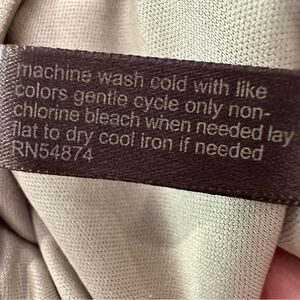 machine wash cold with like
colors gentle cycle only non-
chlorine bleach when needed lay
flat to dry cool iron if needed
RN54874